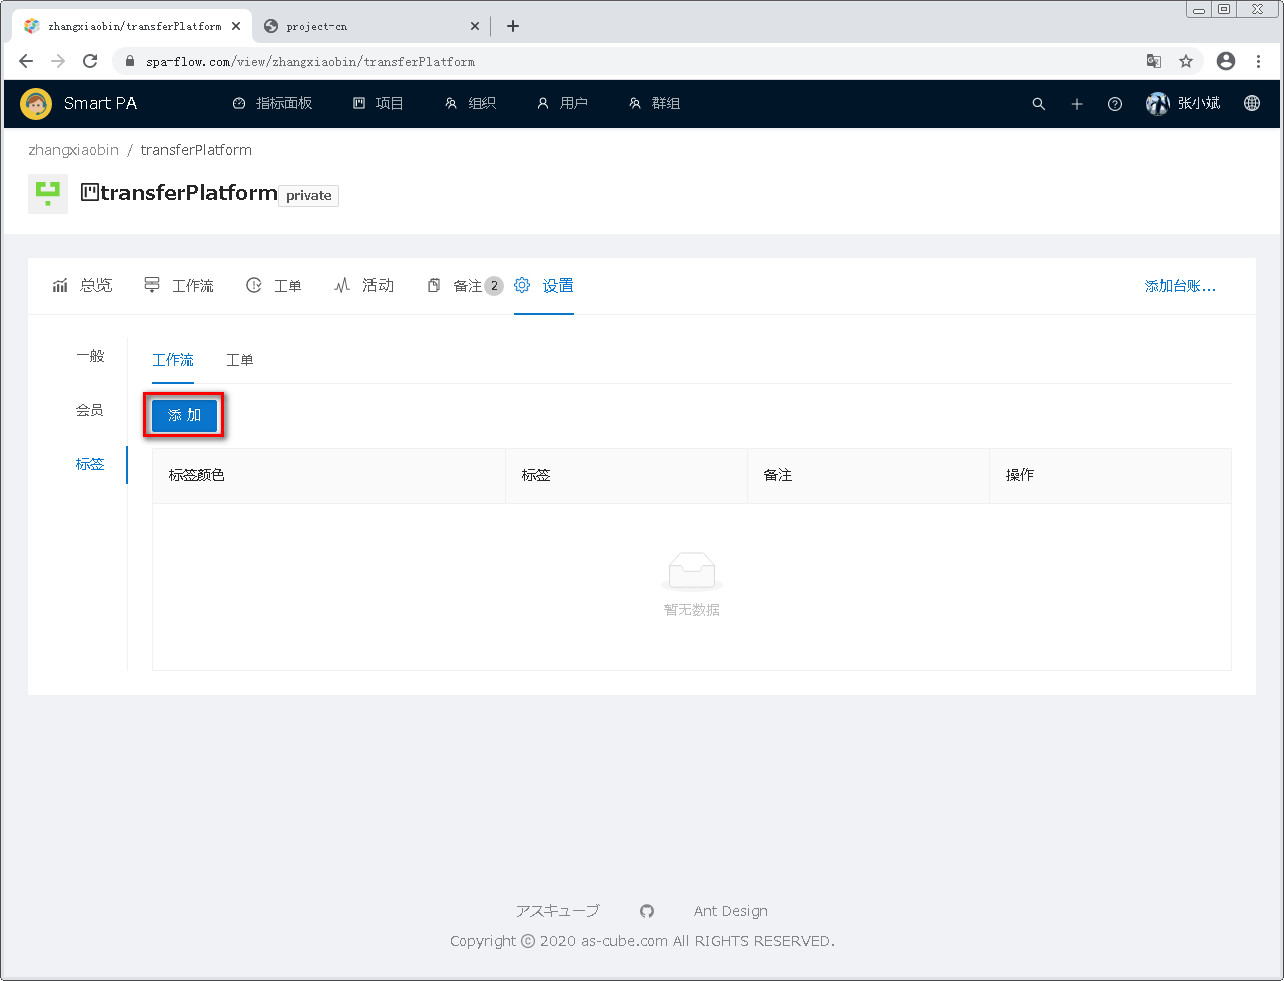 zhangxiaobin/transferPlatform
project-cn
spa-flow.com/view/zhangxiaobin/transferPlatform
Smart PA 指标面板 项目 组织 用户 群组 张小斌
zhangxiaobin / transferPlatform
transferPlatform private
总览 工作流 工单 活动 备注 2 设置 添加台账...
一般
会员
标签
工作流 工单
添 加
标签颜色 标签 备注 操作
暂无数据
アスキューブ Ant Design
Copyright © 2020 as-cube.com All RIGHTS RESERVED.